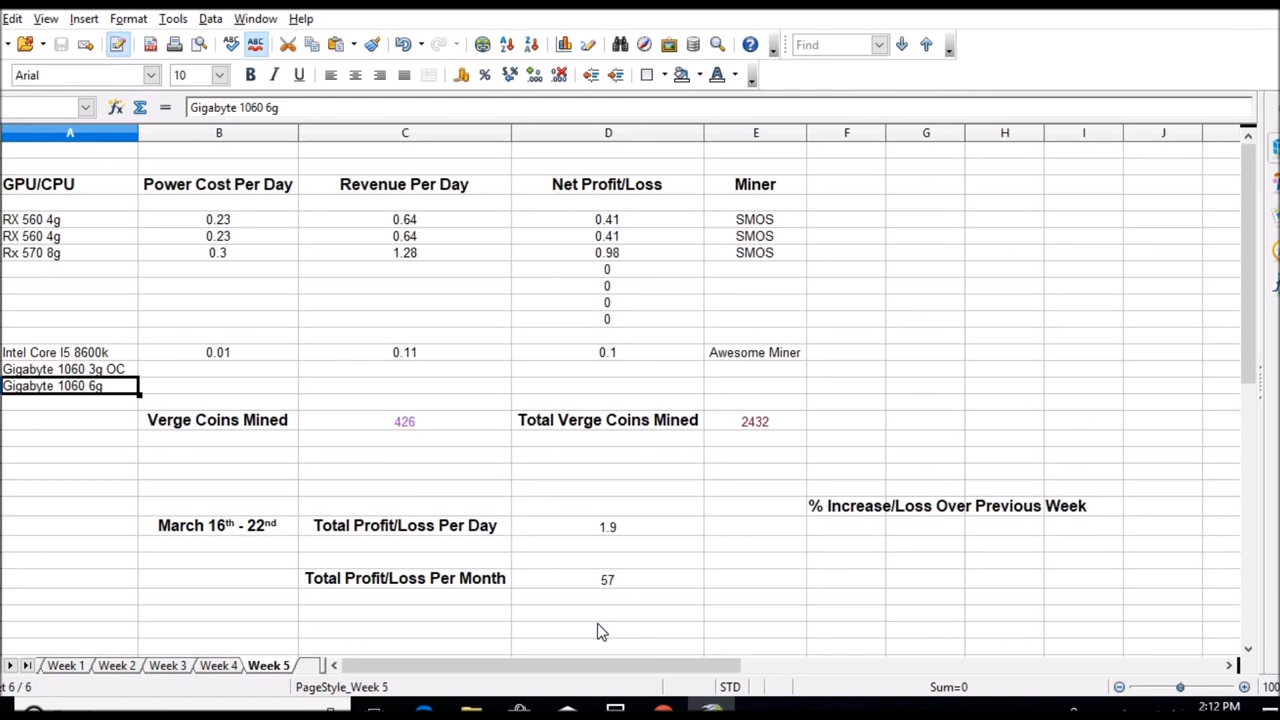 Edit View Insert Format Tools Data Window Help
Find
Arial 10
Gigabyte 1060 6g
A B C D E F G H I J
GPU/CPU Power Cost Per Day Revenue Per Day Net Profit/Loss Miner
RX 560 4g 0.23 0.64 0.41 SMOS
RX 560 4g 0.23 0.64 0.41 SMOS
Rx 570 8g 0.3 1.28 0.98 SMOS
0
0
0
0
Intel Core I5 8600k 0.01 0.11 0.1 Awesome Miner
Gigabyte 1060 3g OC
Gigabyte 1060 6g
Verge Coins Mined 426 Total Verge Coins Mined 2432
% Increase/Loss Over Previous Week
March 16th - 22nd Total Profit/Loss Per Day 1.9
Total Profit/Loss Per Month 57
Week 1 Week 2 Week 3 Week 4 Week 5
6 / 6 PageStyle_Week 5 STD Sum=0 100
2:12 PM